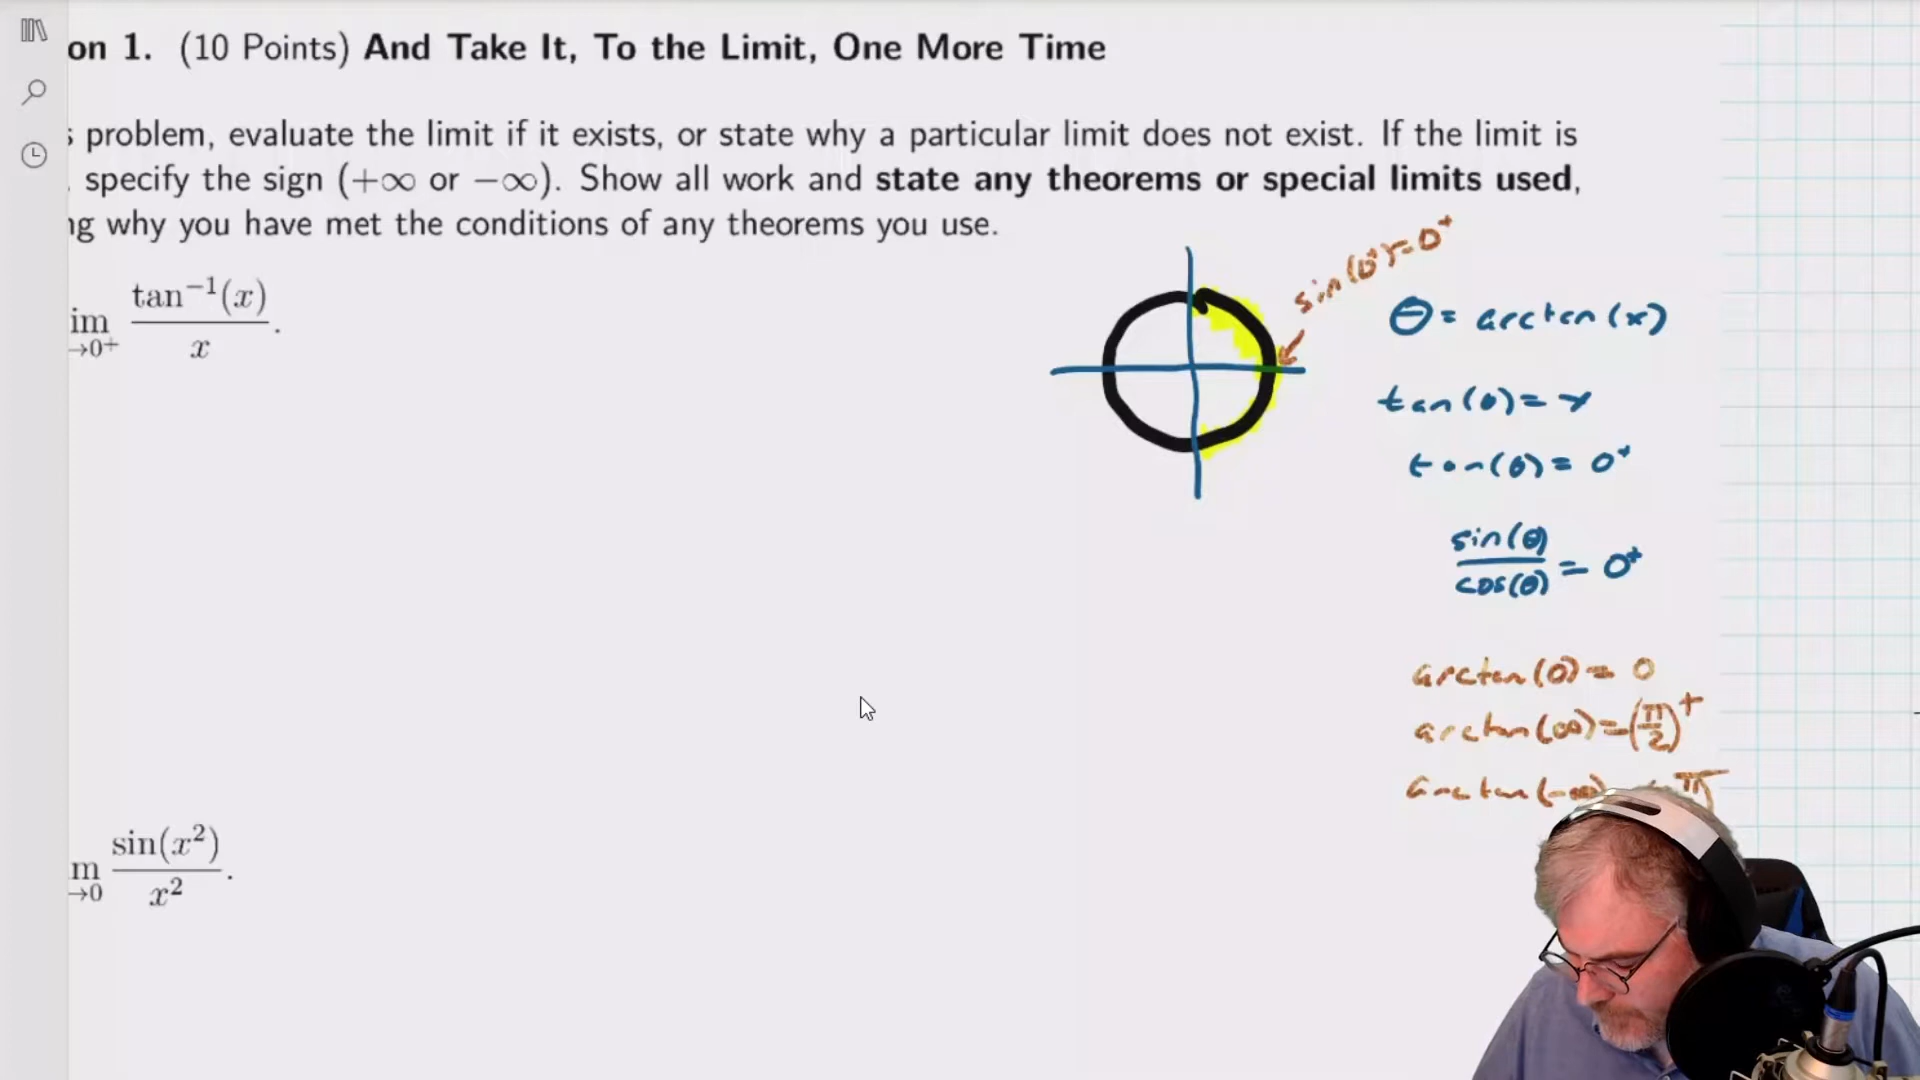 on 1. (10 Points) And Take It, To the Limit, One More Time
problem, evaluate the limit if it exists, or state why a particular limit does not exist. If the limit is
specify the sign (+∞ or −∞). Show all work and state any theorems or special limits used,
ng why you have met the conditions of any theorems you use.
im →0⁺ tan⁻¹(x) / x .
sin(0⁺)=0⁺
θ = arctan(x)
tan(θ)= x
tan(θ)= 0⁺
sin(θ) / cos(θ) = 0⁺
arctan(0)= 0
arctan(∞)=(π/2)⁺
arctan(-∞) π
m →0 sin(x²) / x² .